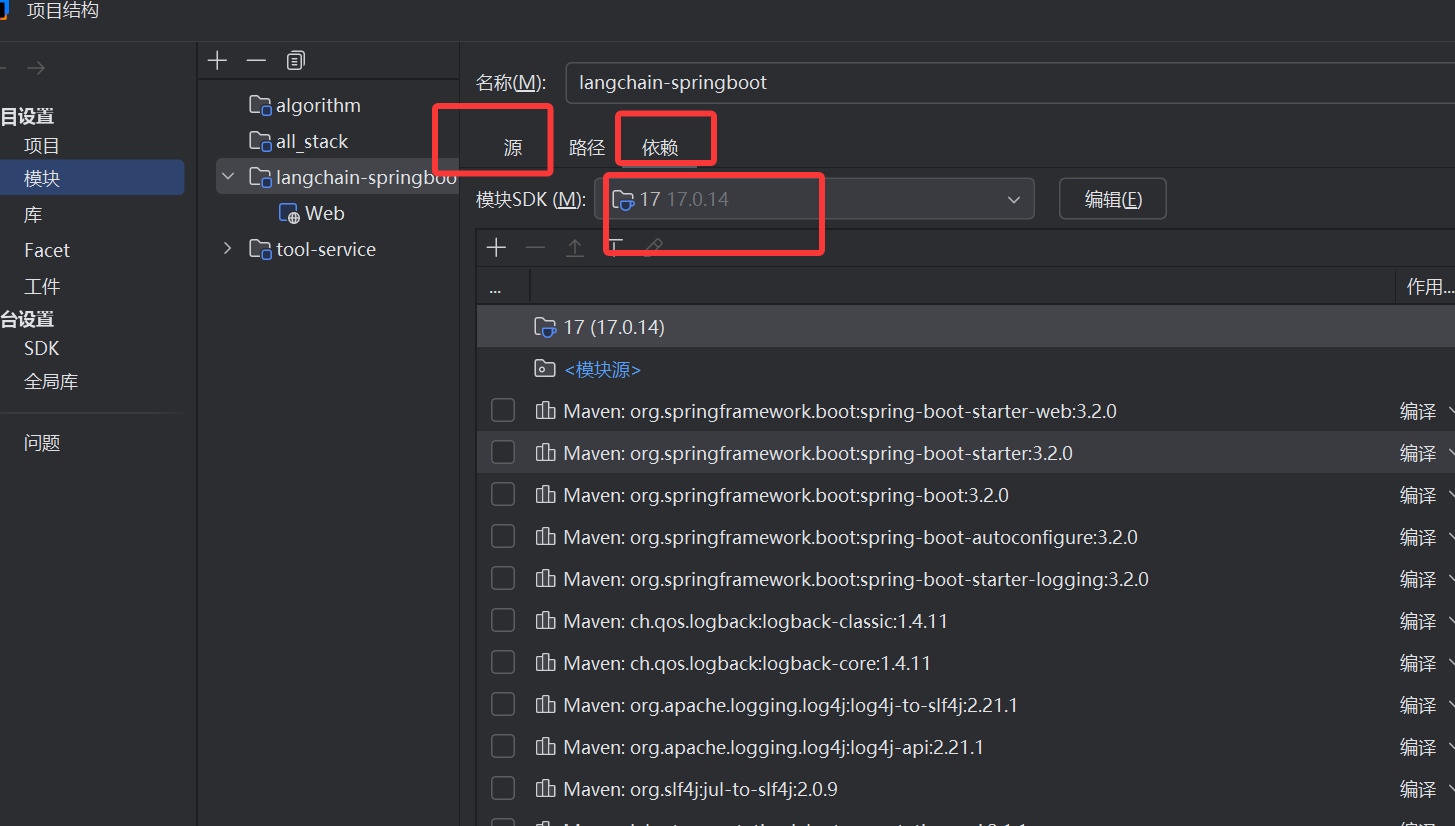 项目结构
目设置
项目
模块
库
Facet
工件
台设置
SDK
全局库
问题
algorithm
all_stack
langchain-springboo
Web
tool-service
名称(M): langchain-springboot
源 路径 依赖
模块SDK (M): 17 17.0.14 编辑(E)
... 作用...
17 (17.0.14)
<模块源>
Maven: org.springframework.boot:spring-boot-starter-web:3.2.0 编译
Maven: org.springframework.boot:spring-boot-starter:3.2.0 编译
Maven: org.springframework.boot:spring-boot:3.2.0 编译
Maven: org.springframework.boot:spring-boot-autoconfigure:3.2.0 编译
Maven: org.springframework.boot:spring-boot-starter-logging:3.2.0 编译
Maven: ch.qos.logback:logback-classic:1.4.11 编译
Maven: ch.qos.logback:logback-core:1.4.11 编译
Maven: org.apache.logging.log4j:log4j-to-slf4j:2.21.1 编译
Maven: org.apache.logging.log4j:log4j-api:2.21.1 编译
Maven: org.slf4j:jul-to-slf4j:2.0.9 编译